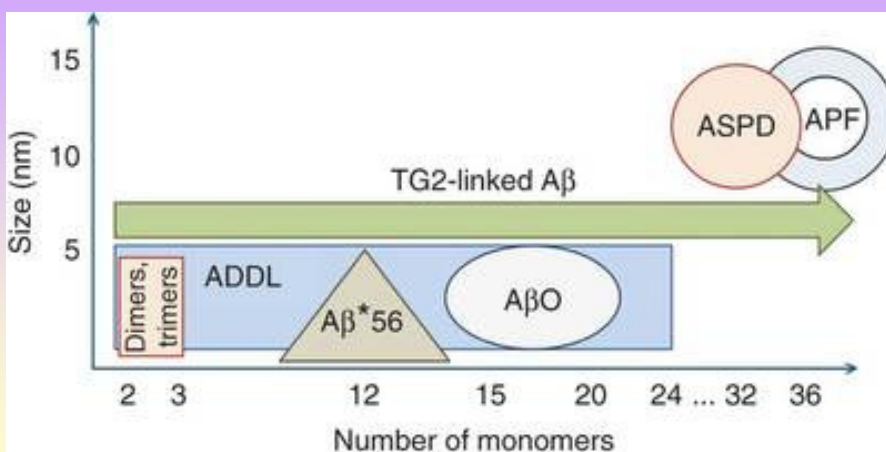 15
10
5
Size (nm)
ASPD
APF
TG2-linked Aβ
Dimers,
trimers
ADDL
Aβ*56
AβO
2 3 12 15 20 24 ... 32 36
Number of monomers